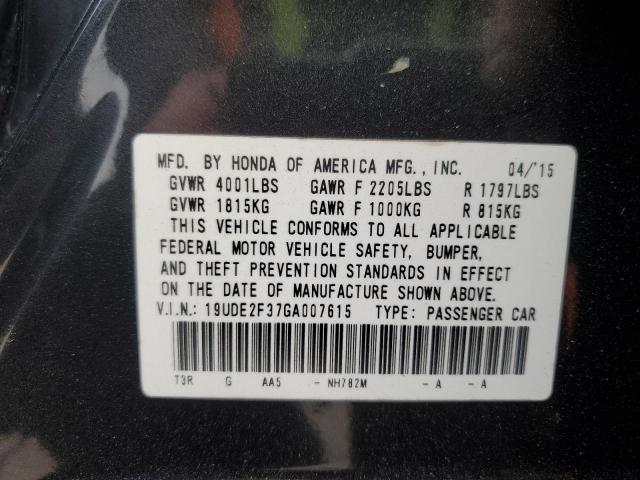 MFD. BY HONDA OF AMERICA MFG., INC. 04/'15
GVWR 4001LBS GAWR F 2205LBS R 1797LBS
GVWR 1815KG GAWR F 1000KG R 815KG
THIS VEHICLE CONFORMS TO ALL APPLICABLE
FEDERAL MOTOR VEHICLE SAFETY, BUMPER,
AND THEFT PREVENTION STANDARDS IN EFFECT
ON THE DATE OF MANUFACTURE SHOWN ABOVE.
V.I.N.: 19UDE2F37GA007615 TYPE: PASSENGER CAR
T3R G AA5 - NH782M - A - A